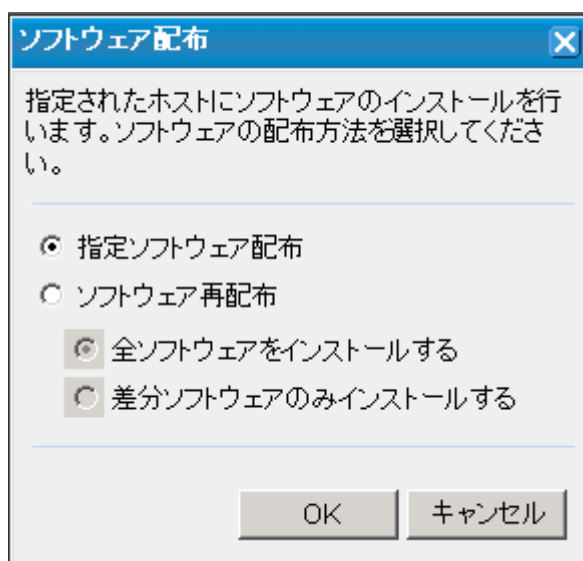 ソフトウェア配布
指定されたホストにソフトウェアのインストールを行
います。ソフトウェアの配布方法を選択してくださ
い。
指定ソフトウェア配布
ソフトウェア再配布
全ソフトウェアをインストールする
差分ソフトウェアのみインストールする
OK キャンセル